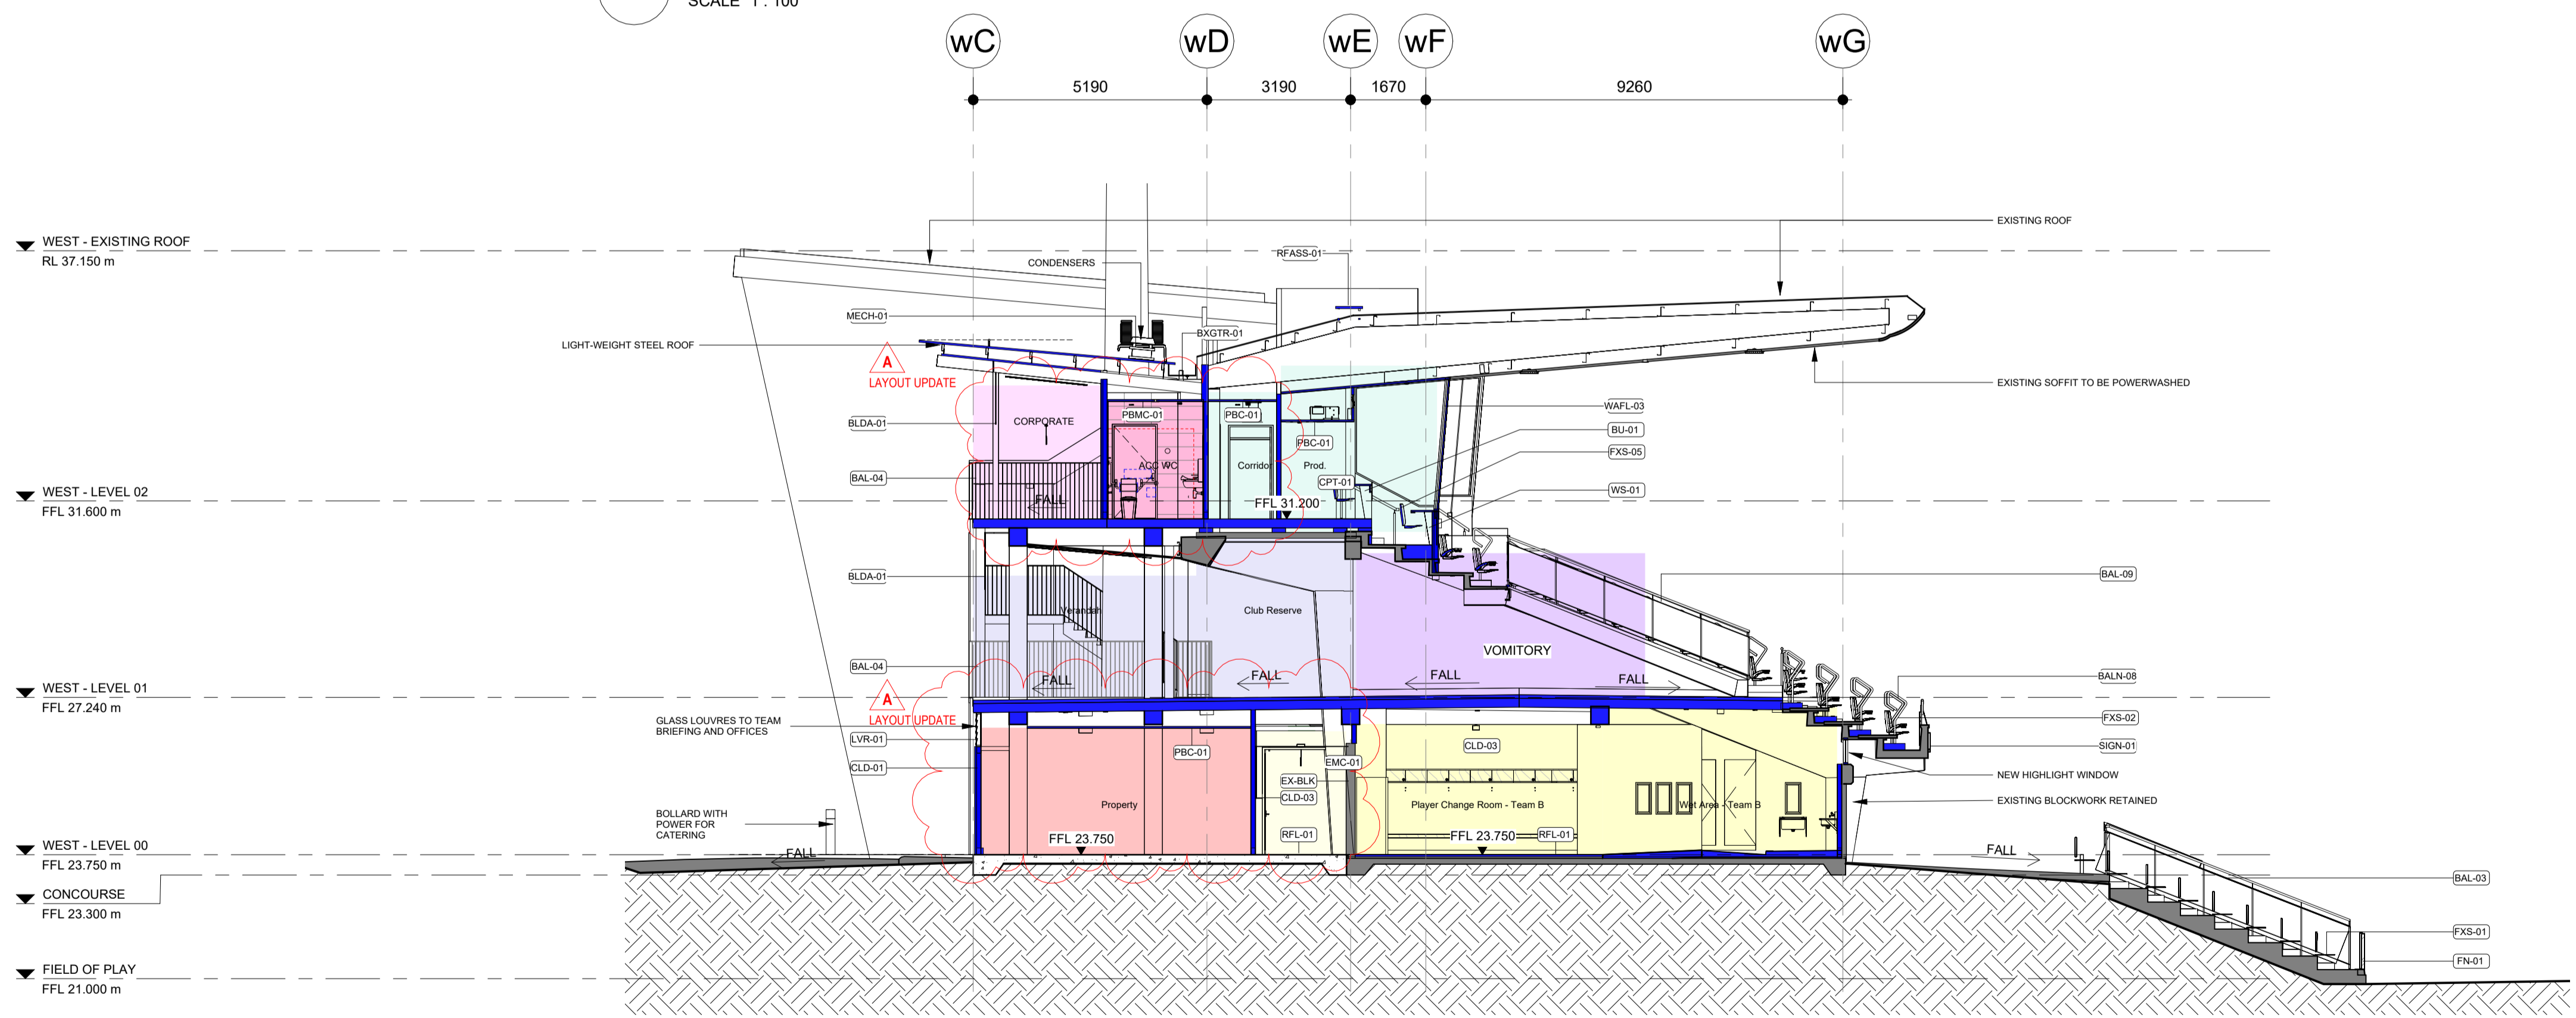 SCALE 1 : 100
wC
wD
wE
wF
wG
5190
3190
1670
9260
EXISTING ROOF
WEST - EXISTING ROOF
RL 37.150 m
RFASS-01
CONDENSERS
MECH-01
BXGTR-01
LIGHT-WEIGHT STEEL ROOF
A
LAYOUT UPDATE
EXISTING SOFFIT TO BE POWERWASHED
WAFL-03
PBMC-01
PBC-01
CORPORATE
BLDA-01
BU-01
PBC-01
FXS-05
ACC WC
Corridor
Prod.
BAL-04
CPT-01
WS-01
WEST - LEVEL 02
FFL 31.600 m
FALL
FFL 31.200
BLDA-01
BAL-09
Verandah
Club Reserve
VOMITORY
BAL-04
FALL
FALL
FALL
FALL
BALN-08
WEST - LEVEL 01
FFL 27.240 m
A
LAYOUT UPDATE
GLASS LOUVRES TO TEAM
BRIEFING AND OFFICES
FXS-02
LVR-01
PBC-01
CLD-03
SIGN-01
CLD-01
EMC-01
EX-BLK
NEW HIGHLIGHT WINDOW
CLD-03
EXISTING BLOCKWORK RETAINED
Property
Player Change Room - Team B
Wet Area - Team B
BOLLARD WITH
POWER FOR
CATERING
FFL 23.750
RFL-01
FFL 23.750
RFL-01
WEST - LEVEL 00
FFL 23.750 m
FALL
FALL
BAL-03
CONCOURSE
FFL 23.300 m
FXS-01
FN-01
FIELD OF PLAY
FFL 21.000 m